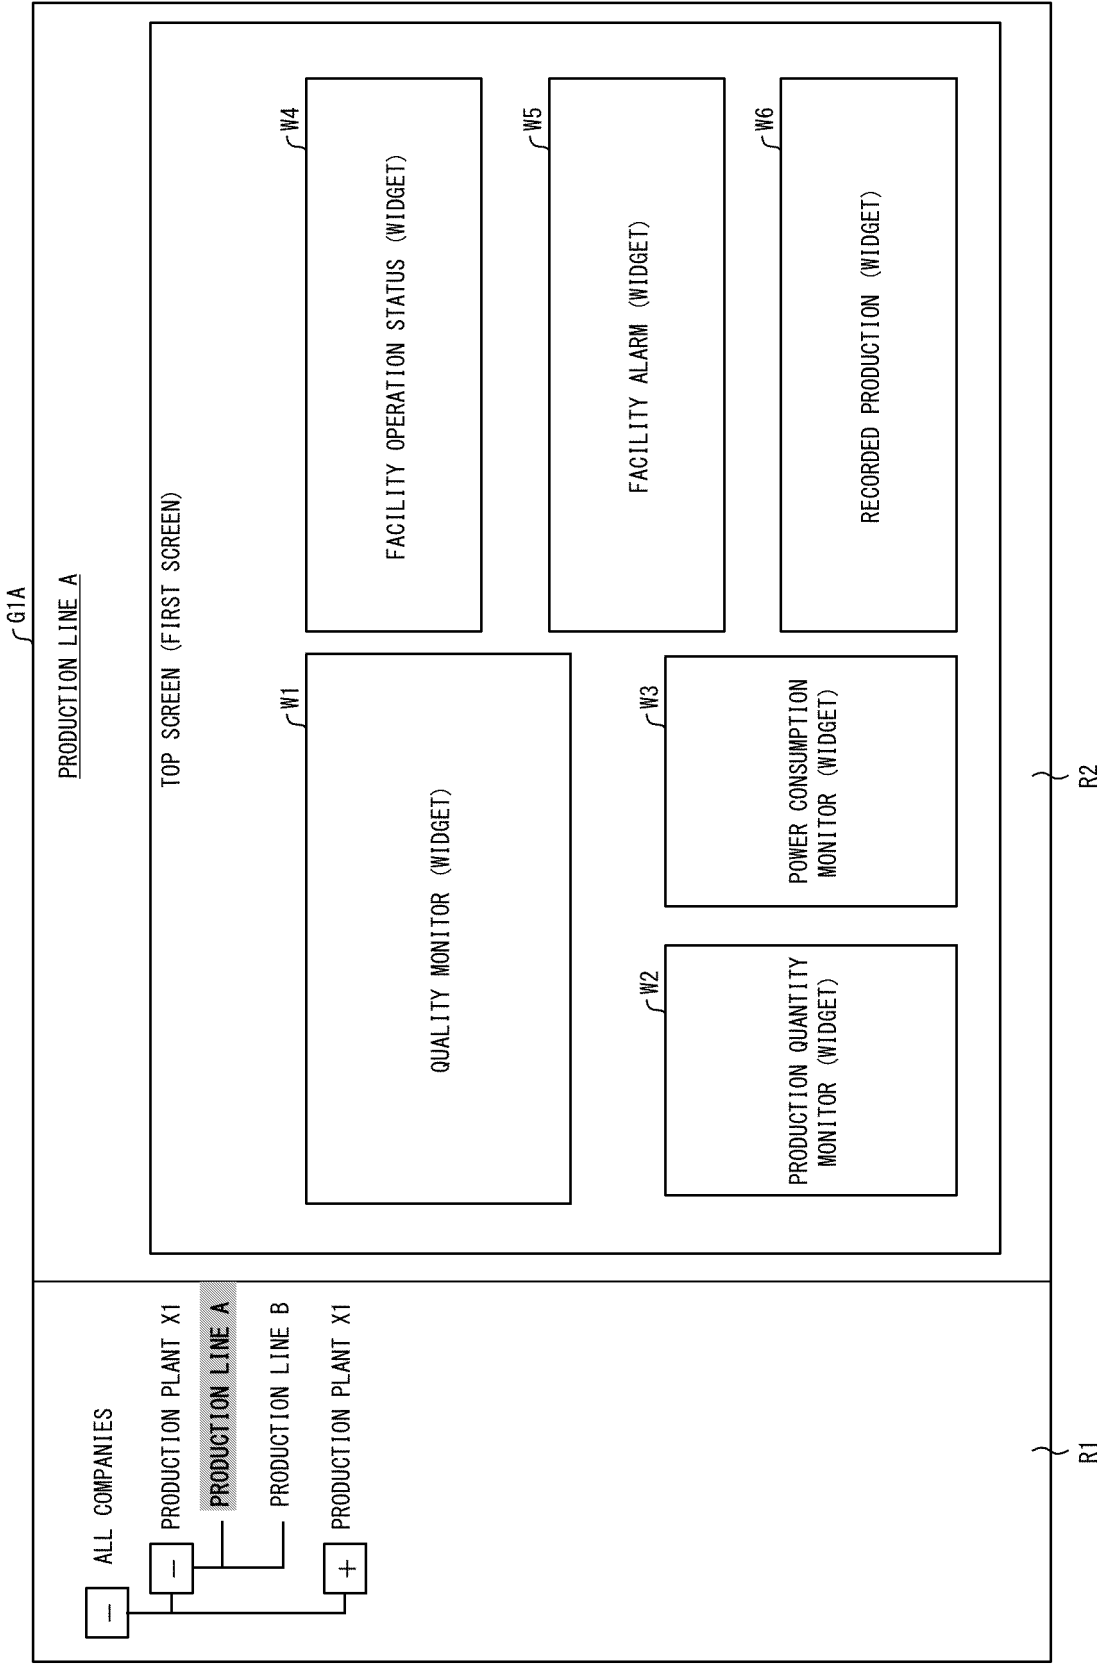 G1A
ALL COMPANIES
PRODUCTION PLANT X1
PRODUCTION LINE A
PRODUCTION LINE B
PRODUCTION PLANT X1
R1
PRODUCTION LINE A
TOP SCREEN (FIRST SCREEN)
W1
QUALITY MONITOR (WIDGET)
W2
PRODUCTION QUANTITY
MONITOR (WIDGET)
W3
POWER CONSUMPTION
MONITOR (WIDGET)
W4
FACILITY OPERATION STATUS (WIDGET)
W5
FACILITY ALARM (WIDGET)
W6
RECORDED PRODUCTION (WIDGET)
R2